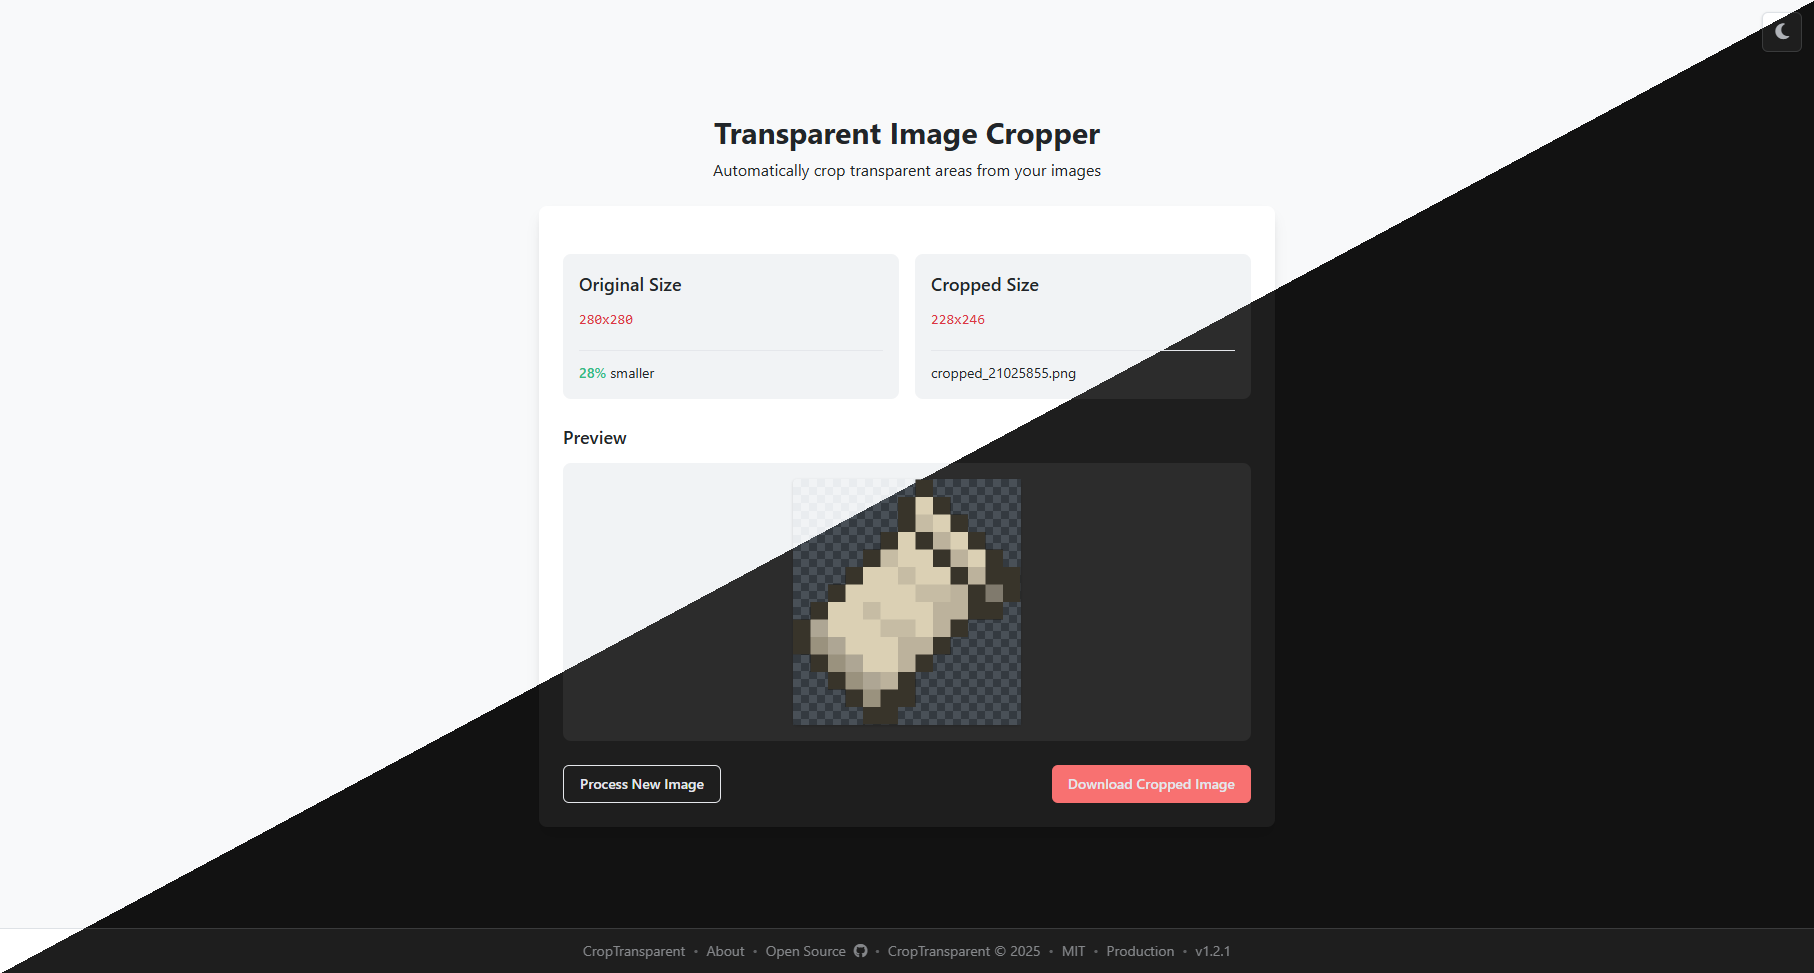 Transparent Image Cropper
Automatically crop transparent areas from your images
Original Size
280x280
28% smaller
Cropped Size
228x246
cropped_21025855.png
Preview
Process New Image
Download Cropped Image
CropTransparent • About • Open Source • CropTransparent © 2025 • MIT • Production • v1.2.1